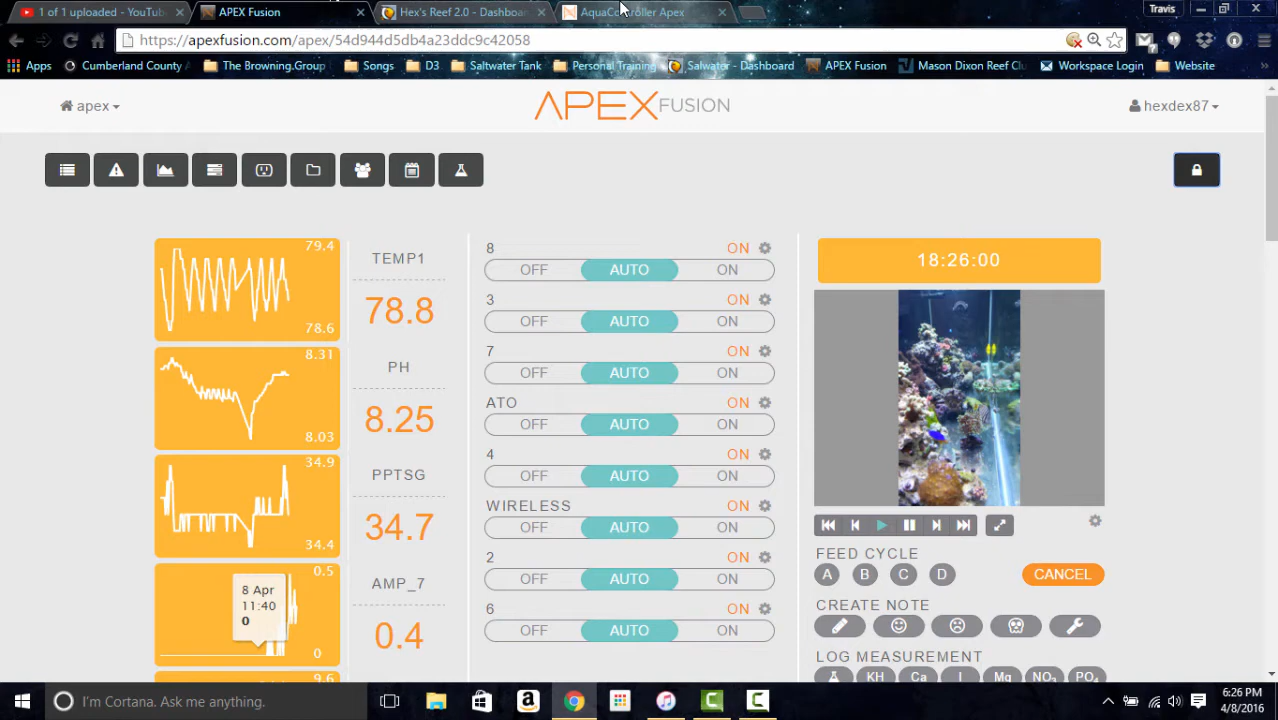 1 of 1 uploaded - YouTub
APEX Fusion
Hex's Reef 2.0 - Dashboa
AquaController Apex
Travis
https://apexfusion.com/apex/54d944d5db4a23ddc9c42058
Apps
Cumberland County A
The Browning.Group
Songs
D3
Saltwater Tank
Personal Training
Salwater - Dashboard
APEX Fusion
Mason Dixon Reef Clu
Workspace Login
Website
apex
APEX FUSION
hexdex87
79.4
78.6
TEMP1
78.8
8.31
8.03
PH
8.25
34.9
34.4
PPTSG
34.7
0.5
0
8 Apr
11:40
0
AMP_7
0.4
9.6
8 ON
OFF AUTO ON
3 ON
OFF AUTO ON
7 ON
OFF AUTO ON
ATO ON
OFF AUTO ON
4 ON
OFF AUTO ON
WIRELESS ON
OFF AUTO ON
2 ON
OFF AUTO ON
6 ON
OFF AUTO ON
18:26:00
FEED CYCLE
A B C D CANCEL
CREATE NOTE
LOG MEASUREMENT
KH Ca I Mg NO3 PO4
I'm Cortana. Ask me anything.
6:26 PM
4/8/2016